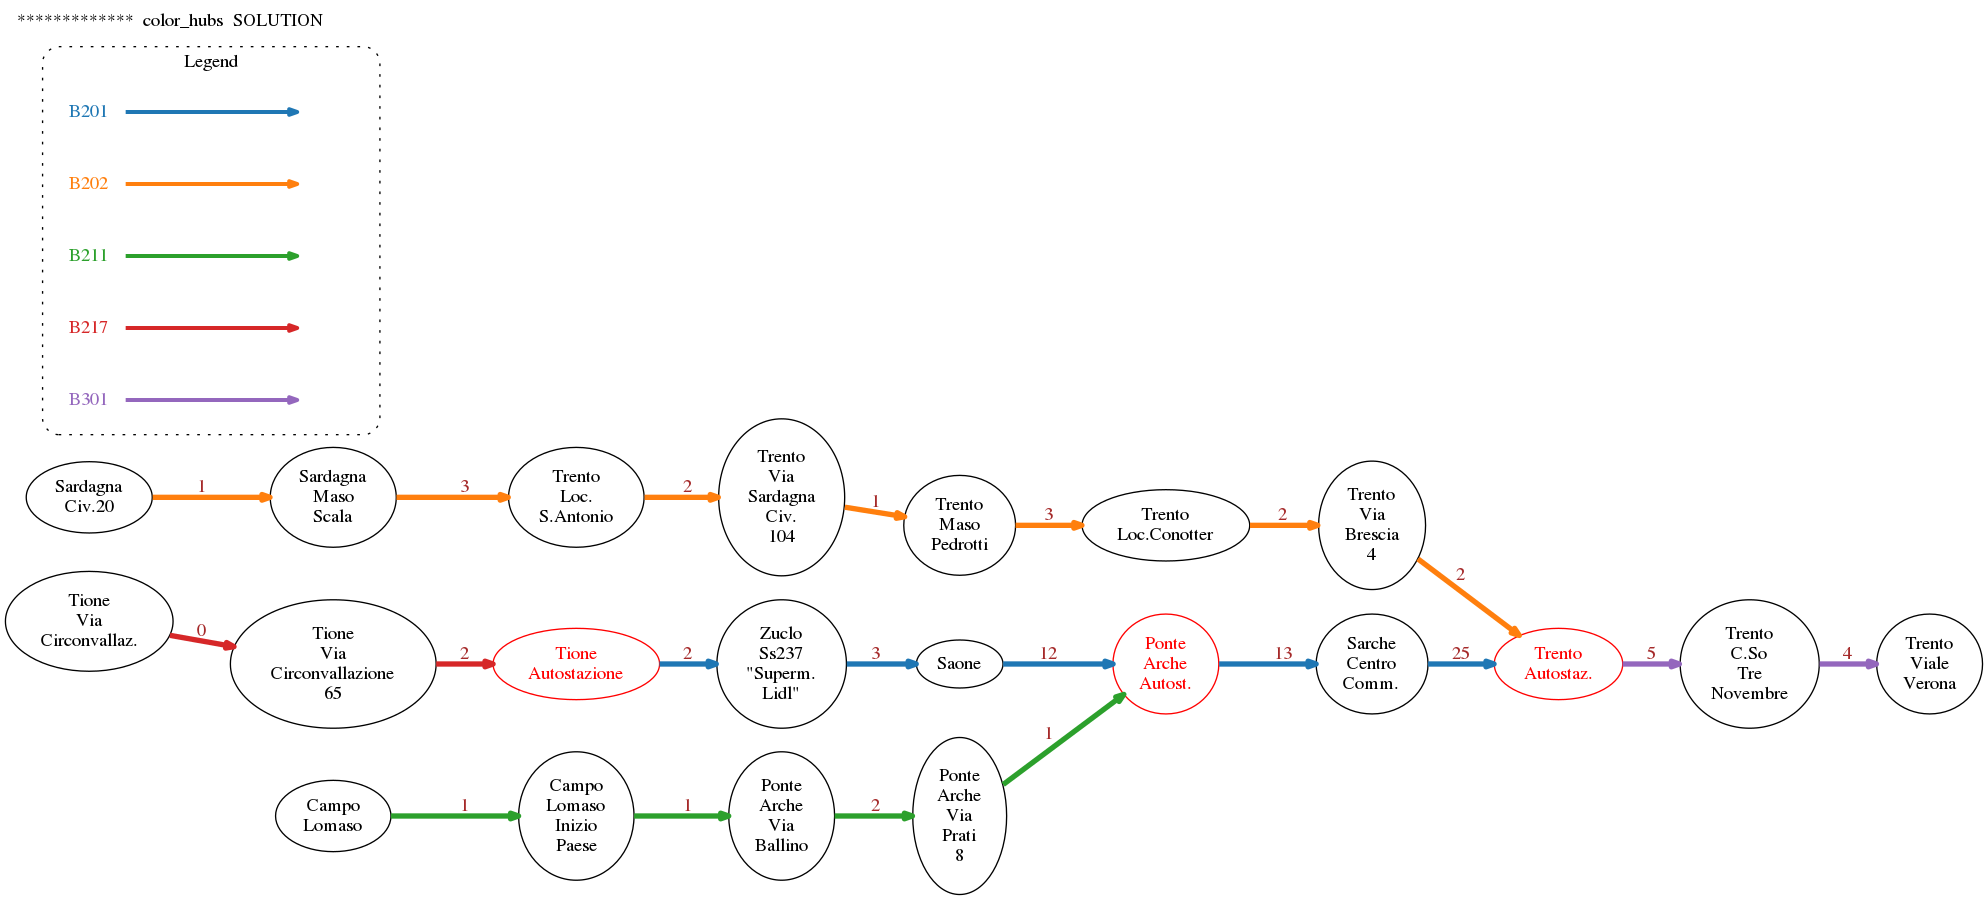 ************* color_hubs SOLUTION
Legend
B201
B202
B211
B217
B301
Sardagna
Civ.20
1
Sardagna
Maso
Scala
3
Trento
Loc.
S.Antonio
2
Trento
Via
Sardagna
Civ.
104
1
Trento
Maso
Pedrotti
3
Trento
Loc.Conotter
2
Trento
Via
Brescia
4
2
Tione
Via
Circonvallaz.
0
Tione
Via
Circonvallazione
65
2
Tione
Autostazione
2
Zuclo
Ss237
"Superm.
Lidl"
3
Saone
12
Ponte
Arche
Autost.
13
Sarche
Centro
Comm.
25
Trento
Autostaz.
5
Trento
C.So
Tre
Novembre
4
Trento
Viale
Verona
Campo
Lomaso
1
Campo
Lomaso
Inizio
Paese
1
Ponte
Arche
Via
Ballino
2
Ponte
Arche
Via
Prati
8
1